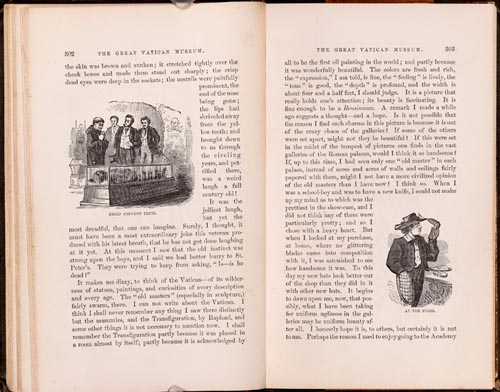 302
THE GREAT VATICAN MUSEUM.
the skin was brown and sunken; it stretched tightly over the
cheek bones and made them stand out sharply; the crisp
dead eyes were deep in the sockets; the nostrils were painfully
prominent, the
end of the nose
being gone;
the lips had
shriveled away
from the yel-
low teeth; and
brought down
to us through
the circling
years, and pet-
rified there,
was a weird
laugh a full
century old!
It was the
jolliest laugh,
but yet the
DRIED CONVENT FRUIT.
most dreadful, that one can imagine. Surely, I thought, it
must have been a most extraordinary joke this veteran pro-
duced with his latest breath, that he has not got done laughing
at it yet. At this moment I saw that the old instinct was
strong upon the boys, and I said we had better hurry to St.
Peter's. They were trying to keep from asking, "Is—is he
dead?"
It makes me dizzy, to think of the Vatican—of its wilder-
ness of statues, paintings, and curiosities of every description
and every age. The "old masters" (especially in sculpture,)
fairly swarm, there. I can not write about the Vatican. I
think I shall never remember any thing I saw there distinctly
but the mummies, and the Transfiguration, by Raphael, and
some other things it is not necessary to mention now. I shall
remember the Transfiguration partly because it was placed in
a room almost by itself; partly because it is acknowledged by
THE GREAT VATICAN MUSEUM.
303
all to be the first oil painting in the world; and partly because
it was wonderfully beautiful. The colors are fresh and rich,
the "expression," I am told, is fine, the "feeling" is lively, the
"tone" is good, the "depth" is profound, and the width is
about four and a half feet, I should judge. It is a picture that
really holds one's attention; its beauty is fascinating. It is
fine enough to be a Renaissance. A remark I made a while
ago suggests a thought—and a hope. Is it not possible that
the reason I find such charms in this picture is because it is out
of the crazy chaos of the galleries? If some of the others
were set apart, might not they be beautiful? If this were set
in the midst of the tempest of pictures one finds in the vast
galleries of the Roman palaces, would I think it so handsome?
If, up to this time, I had seen only one "old master" in each
palace, instead of acres and acres of walls and ceilings fairly
papered with them, might I not have a more civilized opinion
of the old masters than I have now? I think so. When I
was a school-boy and was to have a new knife, I could not make
up my mind as to which was the
prettiest in the show-case, and I
did not think any of them were
particularly pretty; and so I
chose with a heavy heart. But
when I looked at my purchase,
at home, where no glittering
blades came into competition
with it, I was astonished to see
how handsome it was. To this
day my new hats look better out
of the shop than they did in it
with other new hats. It begins
to dawn upon me, now, that pos-
sibly, what I have been taking
for uniform ugliness in the gal-
leries may be uniform beauty af-
AT THE STORE.
ter all. I honestly hope it is, to others, but certainly it is not
to me. Perhaps the reason I used to enjoy going to the Academy